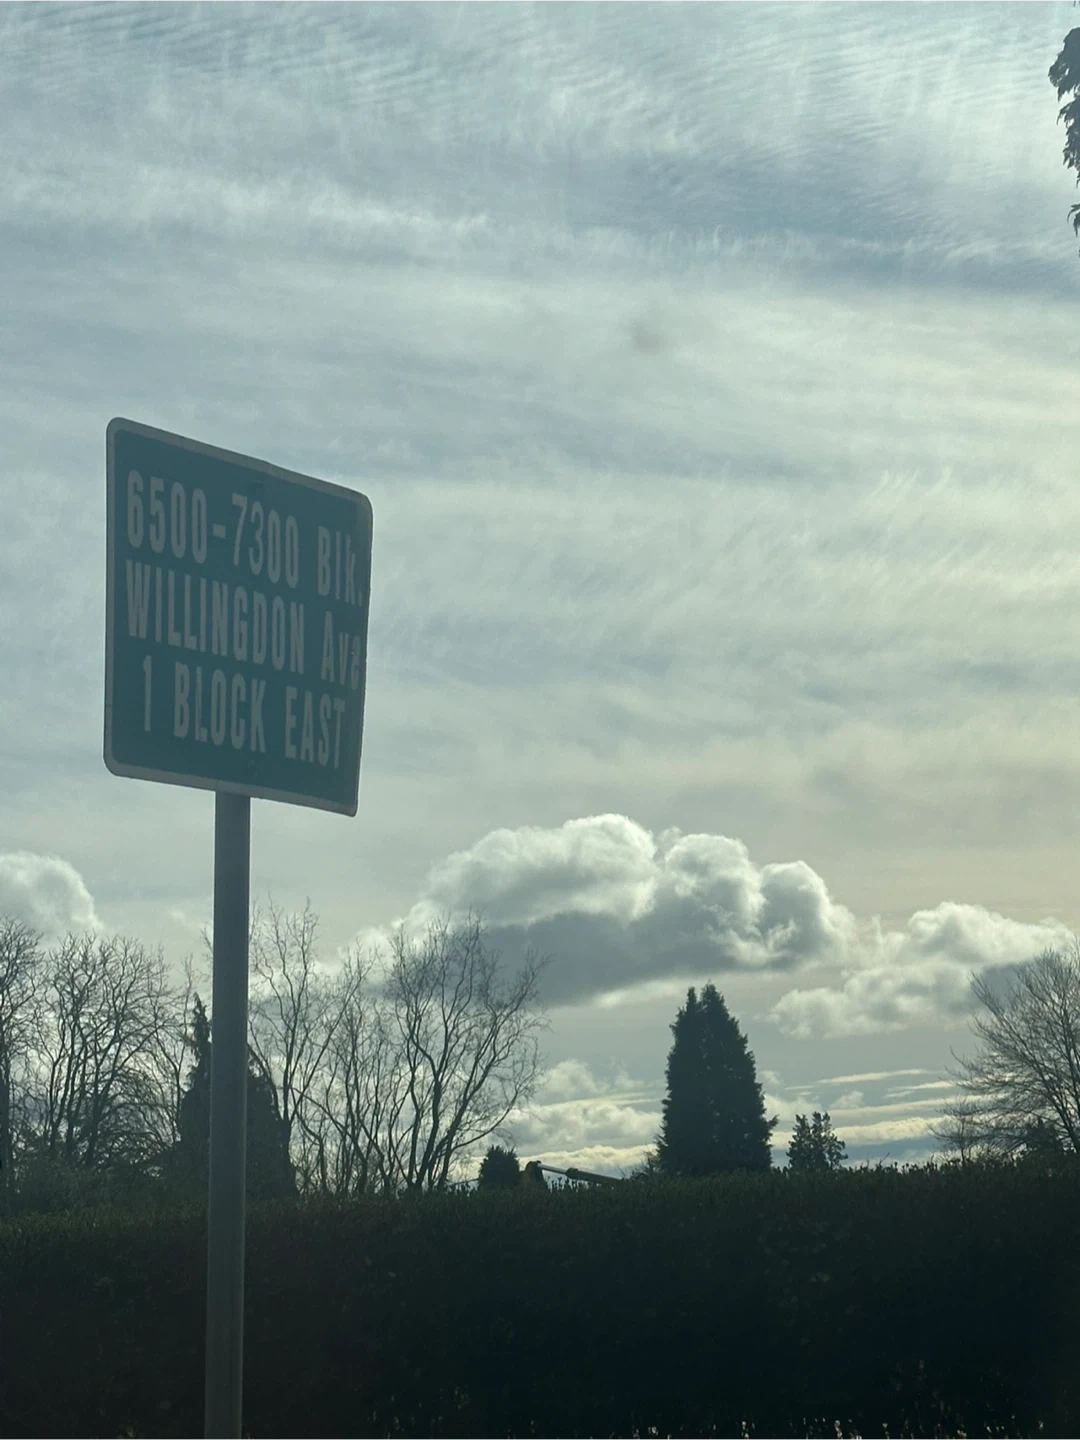 6500-7300 Blk.
WILLINGDON Ave
1 BLOCK EAST